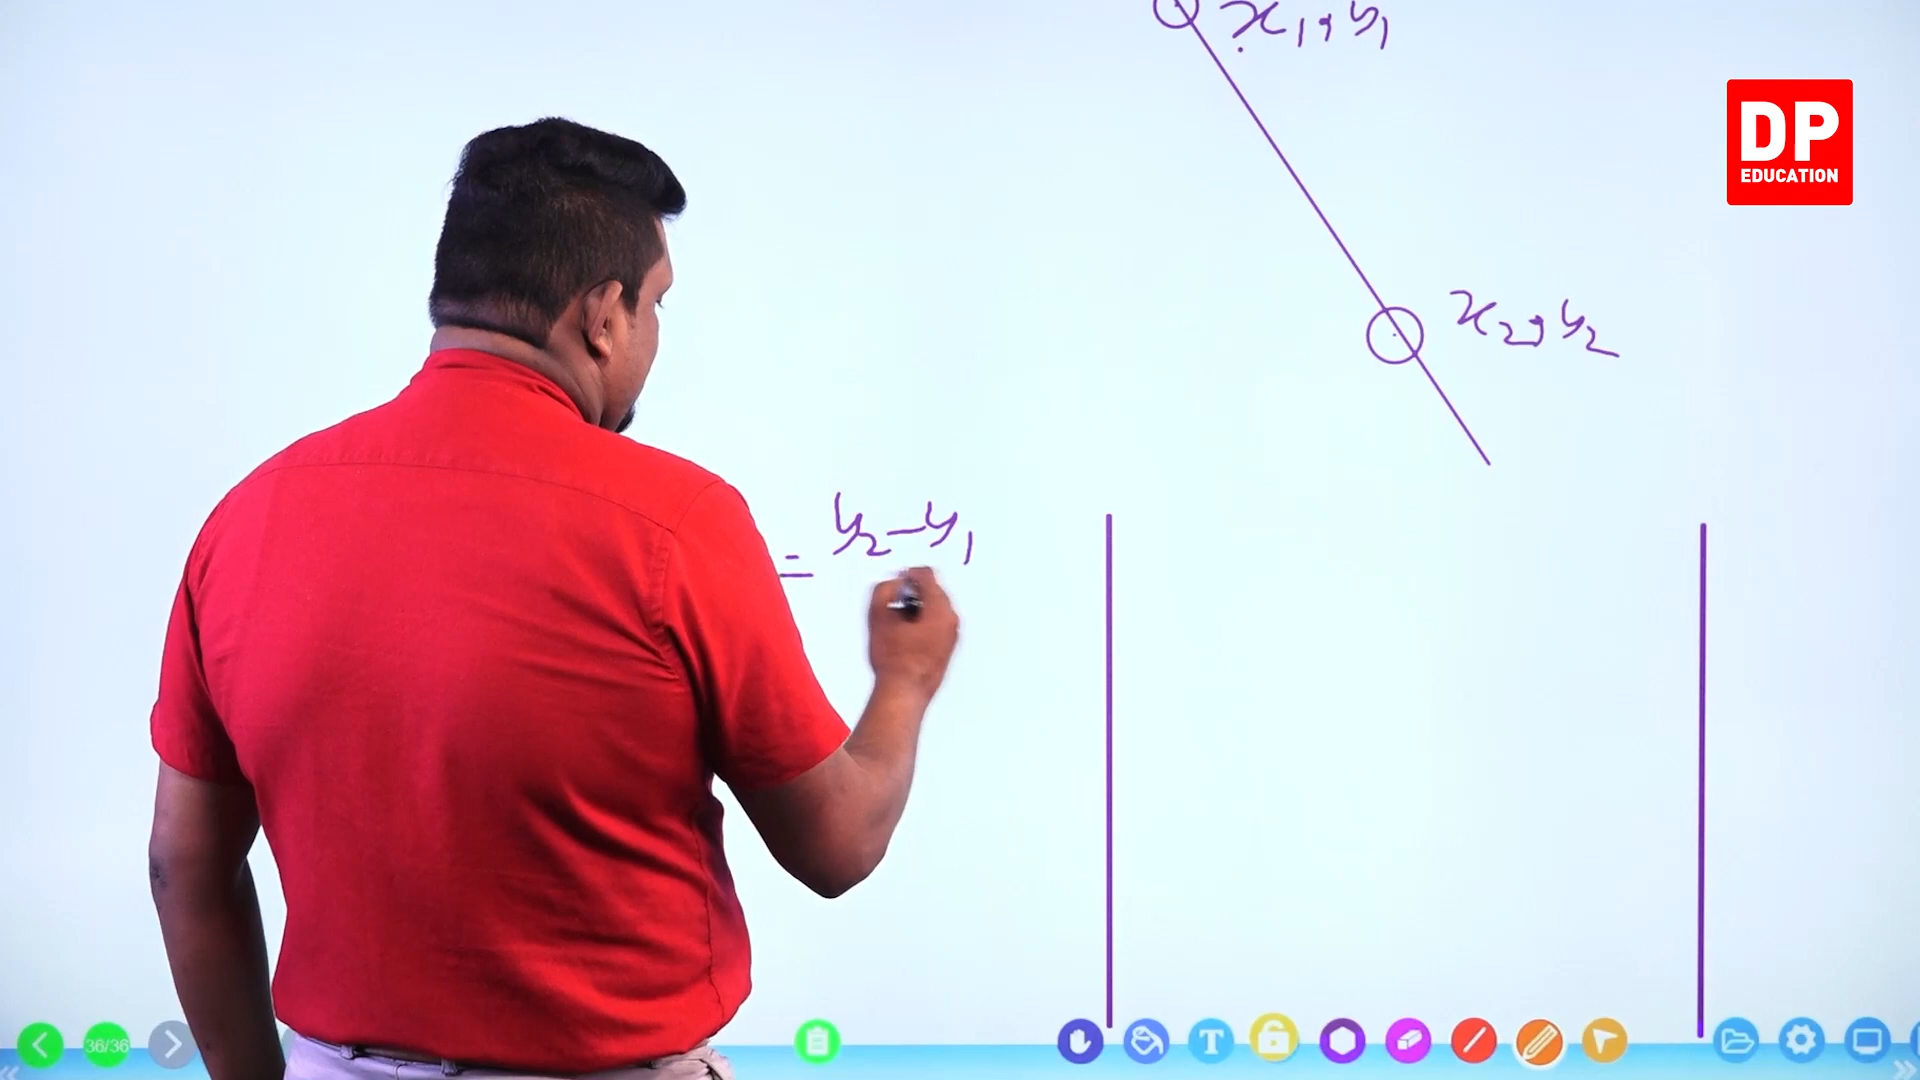 x₁, y₁
DP
EDUCATION
x₂, y₂
= y₂ - y₁
36/36
T